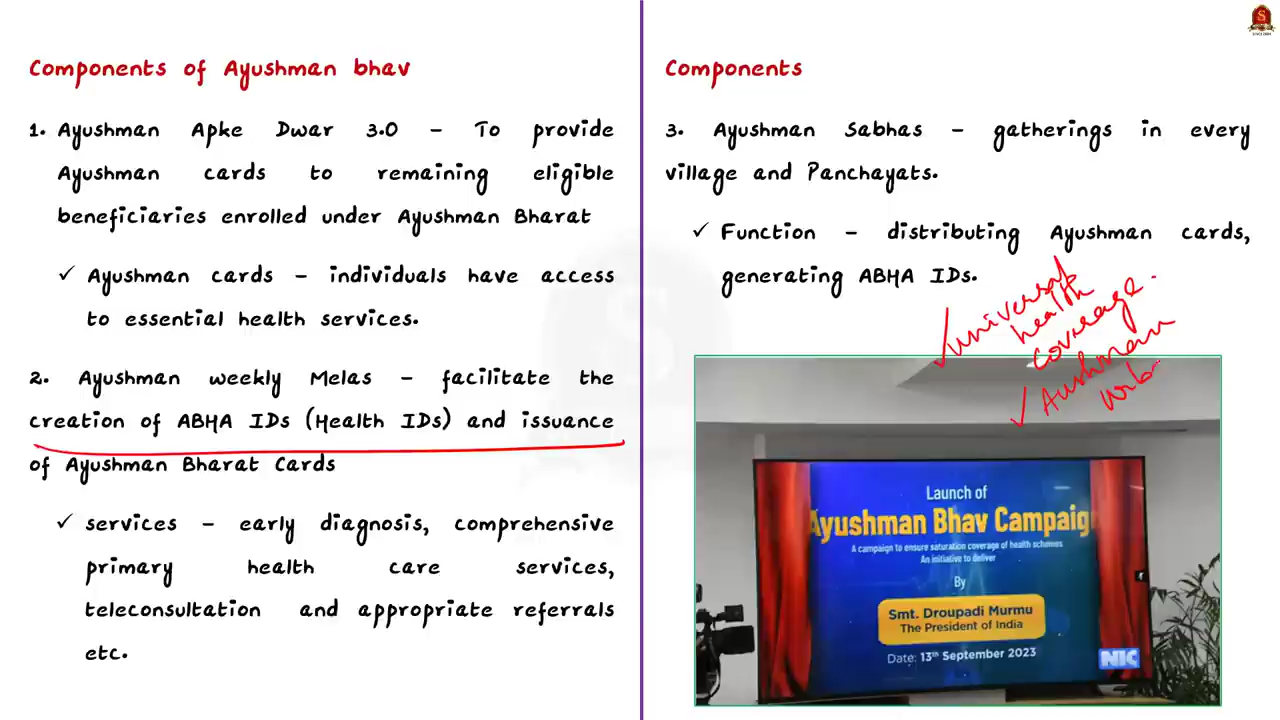 Components of Ayushman bhav
1. Ayushman Apke Dwar 3.0 - To provide
Ayushman cards to remaining eligible
beneficiaries enrolled under Ayushman Bharat
✓ Ayushman cards - individuals have access
to essential health services.
2. Ayushman weekly Melas - facilitate the
creation of ABHA IDs (Health IDs) and issuance
of Ayushman Bharat Cards
✓ services - early diagnosis, comprehensive
primary health care services,
teleconsultation and appropriate referrals
etc.
Components
3. Ayushman Sabhas - gatherings in every
village and Panchayats.
✓ Function - distributing Ayushman cards,
generating ABHA IDs.
✓ universal
health
coverage.
✓ Aushman
Launch of
Ayushman Bhav Campaig
A campaign to ensure saturation coverage of health schemes
An initiative to deliver
By
Smt. Droupadi Murmu
The President of India
Date: 13th September 2023
NIC
S